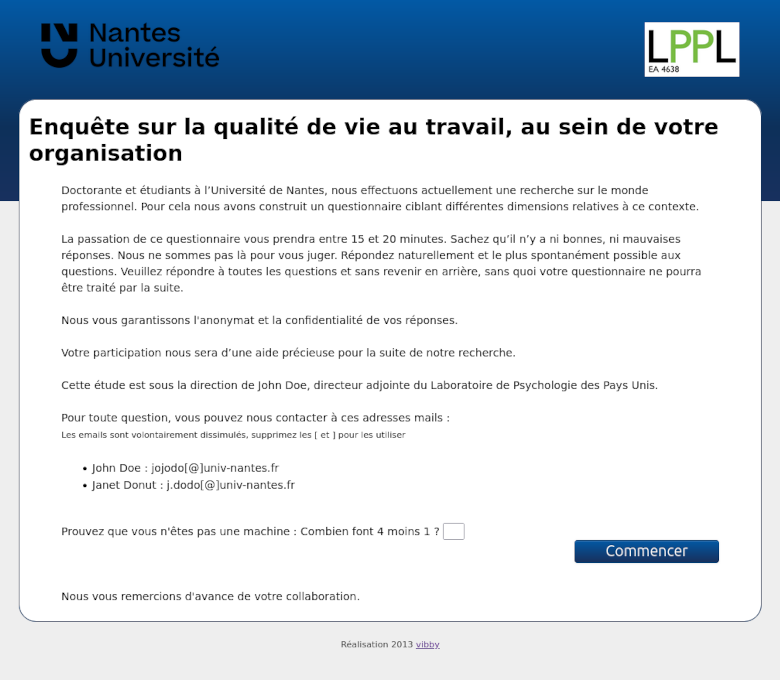 Nantes
Université
LPPL
EA 4638
Enquête sur la qualité de vie au travail, au sein de votre
organisation
Doctorante et étudiants à l’Université de Nantes, nous effectuons actuellement une recherche sur le monde
professionnel. Pour cela nous avons construit un questionnaire ciblant différentes dimensions relatives à ce contexte.
La passation de ce questionnaire vous prendra entre 15 et 20 minutes. Sachez qu’il n’y a ni bonnes, ni mauvaises
réponses. Nous ne sommes pas là pour vous juger. Répondez naturellement et le plus spontanément possible aux
questions. Veuillez répondre à toutes les questions et sans revenir en arrière, sans quoi votre questionnaire ne pourra
être traité par la suite.
Nous vous garantissons l'anonymat et la confidentialité de vos réponses.
Votre participation nous sera d’une aide précieuse pour la suite de notre recherche.
Cette étude est sous la direction de John Doe, directeur adjointe du Laboratoire de Psychologie des Pays Unis.
Pour toute question, vous pouvez nous contacter à ces adresses mails :
Les emails sont volontairement dissimulés, supprimez les [ et ] pour les utiliser
• John Doe : jojodo[@]univ-nantes.fr
• Janet Donut : j.dodo[@]univ-nantes.fr
Prouvez que vous n'êtes pas une machine : Combien font 4 moins 1 ?
Commencer
Nous vous remercions d'avance de votre collaboration.
Réalisation 2013 vibby